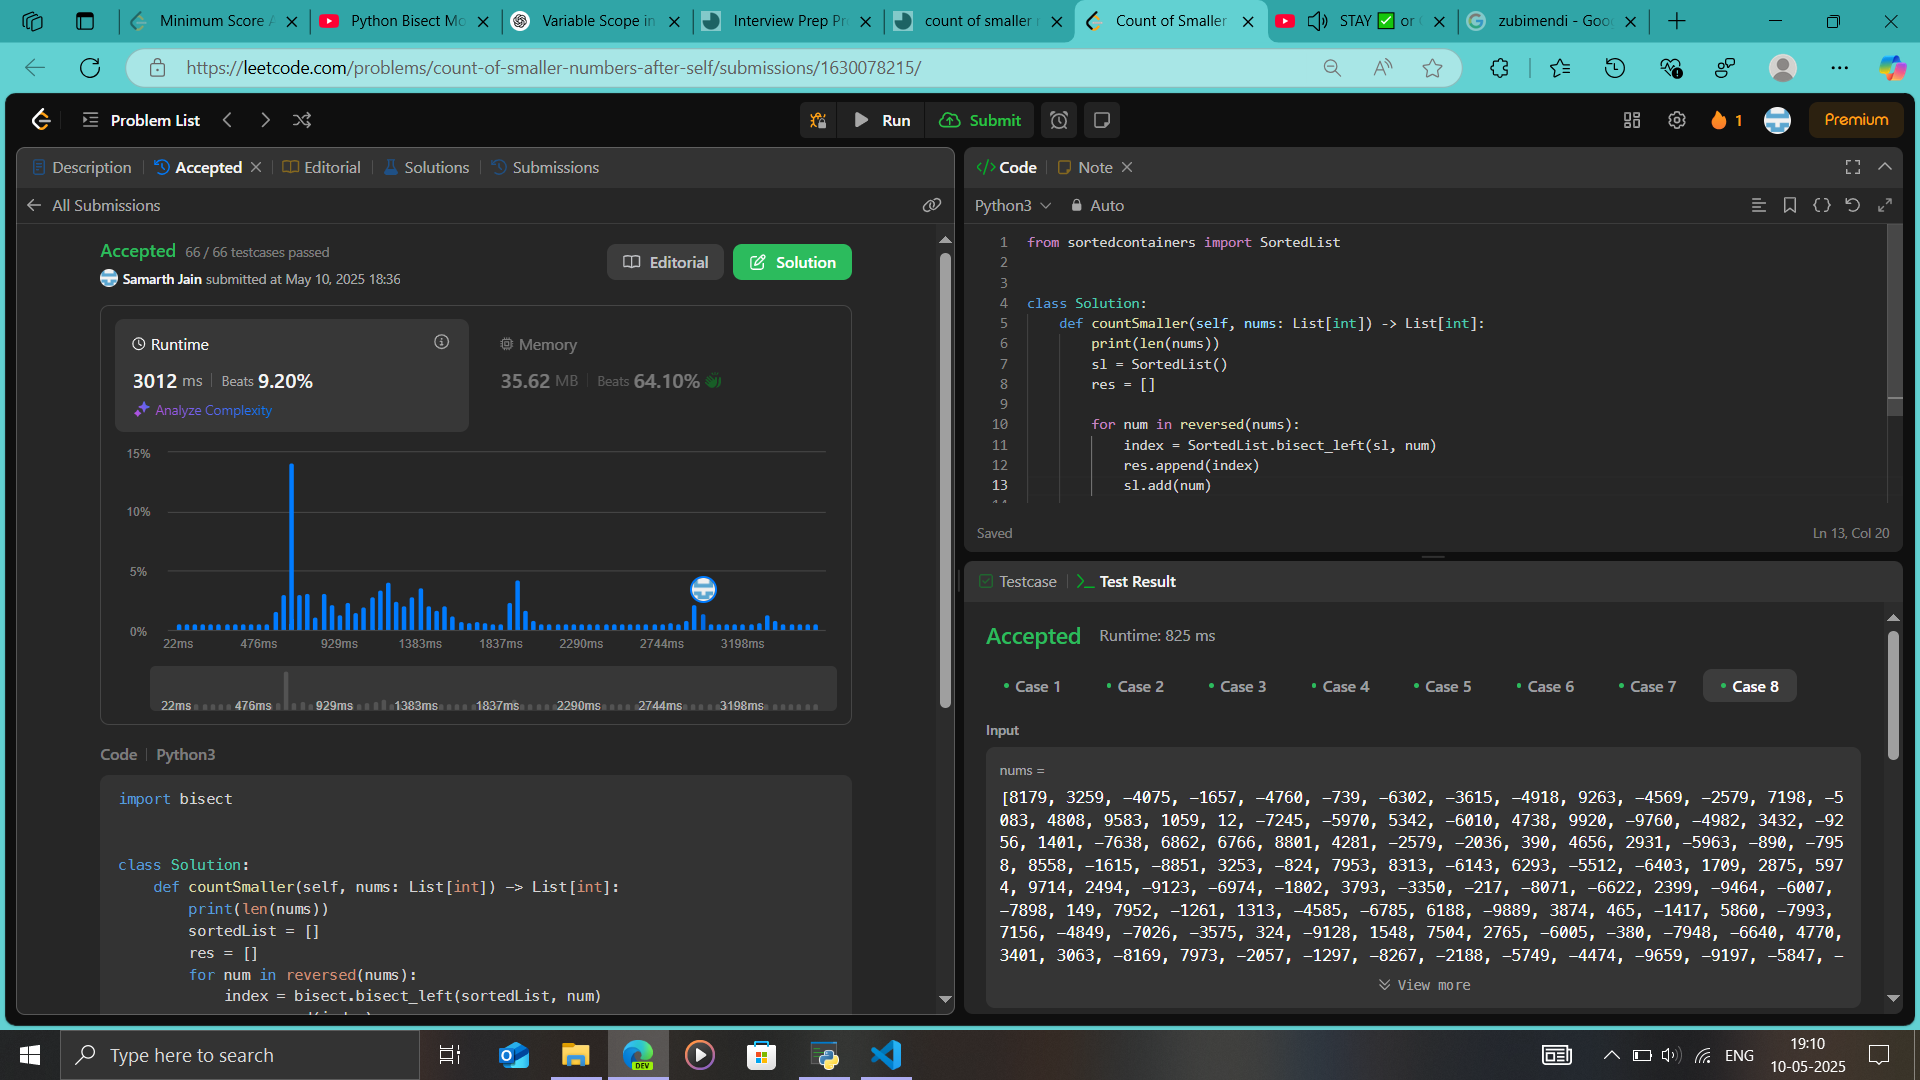 Minimum Score A
Python Bisect Mo
Variable Scope in
Interview Prep Pr
count of smaller
Count of Smaller
STAY ✅ or
zubimendi - Goo
https://leetcode.com/problems/count-of-smaller-numbers-after-self/submissions/1630078215/
Problem List
Run
Submit
1
Premium
Description
Accepted
Editorial
Solutions
Submissions
All Submissions
Accepted 66 / 66 testcases passed
Samarth Jain submitted at May 10, 2025 18:36
Editorial
Solution
Runtime
3012 ms Beats 9.20%
Analyze Complexity
Memory
35.62 MB Beats 64.10%
15%
10%
5%
0%
22ms 476ms 929ms 1383ms 1837ms 2290ms 2744ms 3198ms
22ms 476ms 929ms 1383ms 1837ms 2290ms 2744ms 3198ms
Code Python3
import bisect
class Solution:
def countSmaller(self, nums: List[int]) -> List[int]:
print(len(nums))
sortedList = []
res = []
for num in reversed(nums):
index = bisect.bisect_left(sortedList, num)
Code
Note
Python3
Auto
1 from sortedcontainers import SortedList
2
3
4 class Solution:
5 def countSmaller(self, nums: List[int]) -> List[int]:
6 print(len(nums))
7 sl = SortedList()
8 res = []
9
10 for num in reversed(nums):
11 index = SortedList.bisect_left(sl, num)
12 res.append(index)
13 sl.add(num)
Saved
Ln 13, Col 20
Testcase
>_ Test Result
Accepted Runtime: 825 ms
Case 1
Case 2
Case 3
Case 4
Case 5
Case 6
Case 7
Case 8
Input
nums =
[8179, 3259, -4075, -1657, -4760, -739, -6302, -3615, -4918, 9263, -4569, -2579, 7198, -5
083, 4808, 9583, 1059, 12, -7245, -5970, 5342, -6010, 4738, 9920, -9760, -4982, 3432, -92
56, 1401, -7638, 6862, 6766, 8801, 4281, -2579, -2036, 390, 4656, 2931, -5963, -890, -795
8, 8558, -1615, -8851, 3253, -824, 7953, 8313, -6143, 6293, -5512, -6403, 1709, 2875, 597
4, 9714, 2494, -9123, -6974, -1802, 3793, -3350, -217, -8071, -6622, 2399, -9464, -6007,
-7898, 149, 7952, -1261, 1313, -4585, -6785, 6188, -9889, 3874, 465, -1417, 5860, -7993,
7156, -4849, -7026, -3575, 324, -9128, 1548, 7504, 2765, -6005, -380, -7948, -6640, 4770,
3401, 3063, -8169, 7973, -2057, -1297, -8267, -2188, -5749, -4474, -9659, -9197, -5847, -
View more
Type here to search
DEV
ENG
19:10
10-05-2025